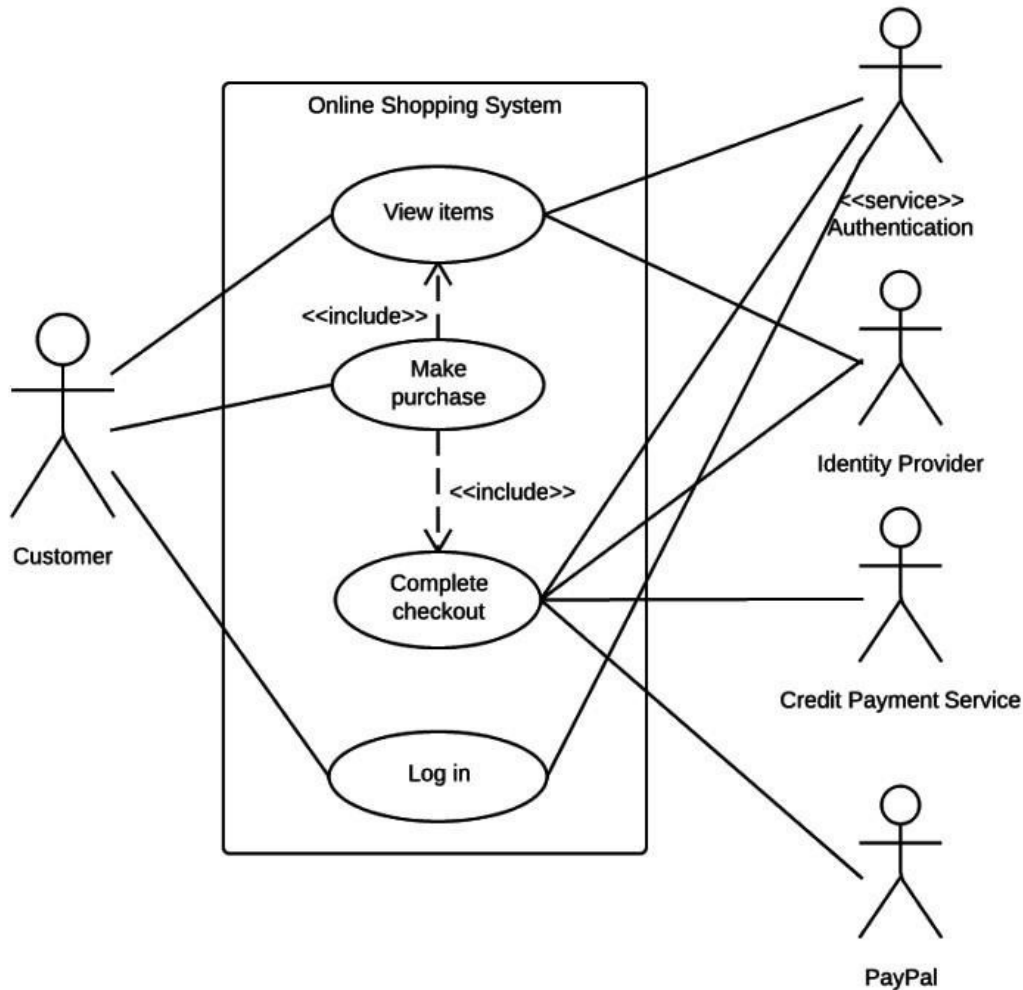 Online Shopping System
View items
<<service>>
Authentication
<<include>>
Make
purchase
Identity Provider
<<include>>
Customer
Complete
checkout
Credit Payment Service
Log in
PayPal